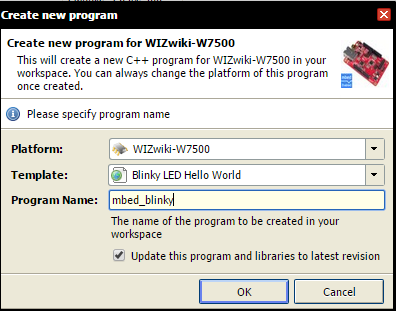 Create new program
Create new program for WIZwiki-W7500
This will create a new C++ program for WIZwiki-W7500 in your
workspace. You can always change the platform of this program
once created.
Please specify program name
Platform: WIZwiki-W7500
Template: Blinky LED Hello World
Program Name: mbed_blinky
The name of the program to be created in your
workspace
Update this program and libraries to latest revision
OK Cancel